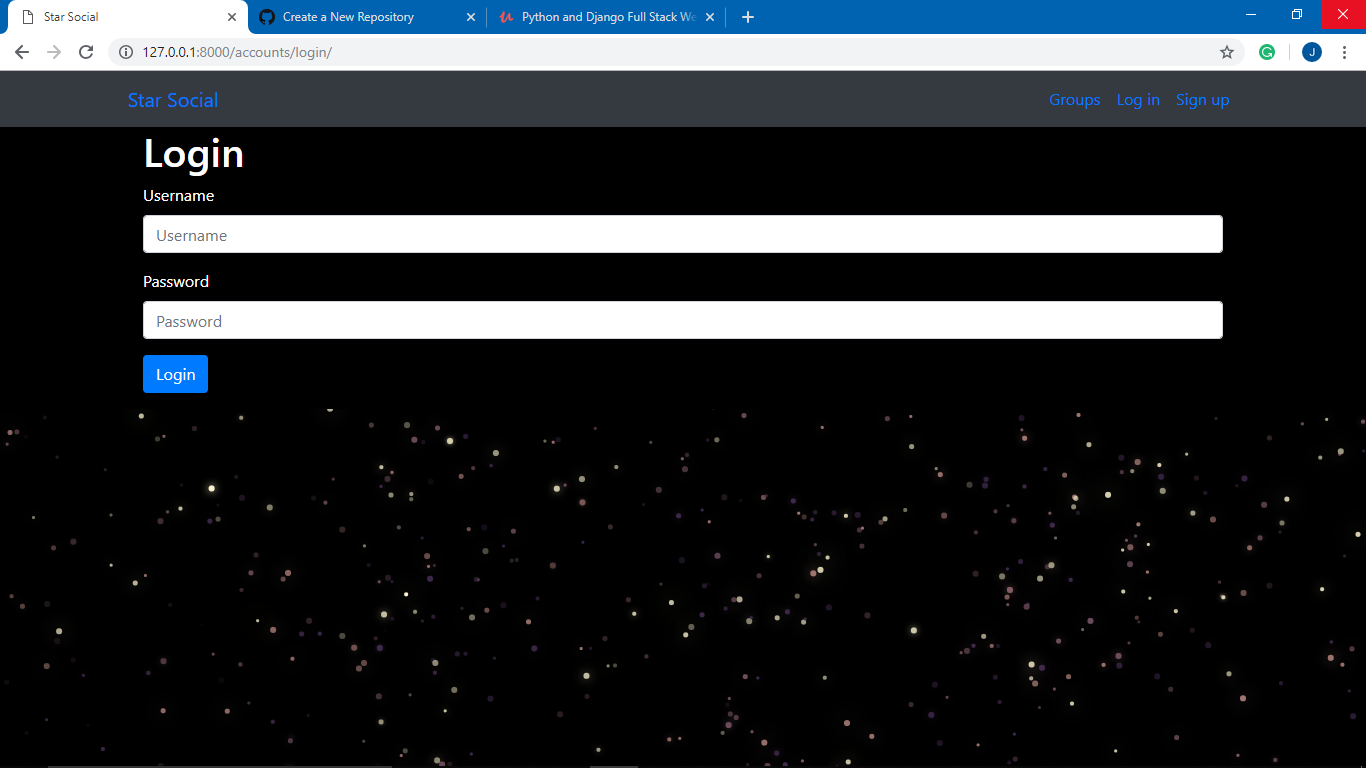 Star Social
Create a New Repository
Python and Django Full Stack We
127.0.0.1:8000/accounts/login/
J
Star Social
Groups
Log in
Sign up
Login
Username
Username
Password
Password
Login